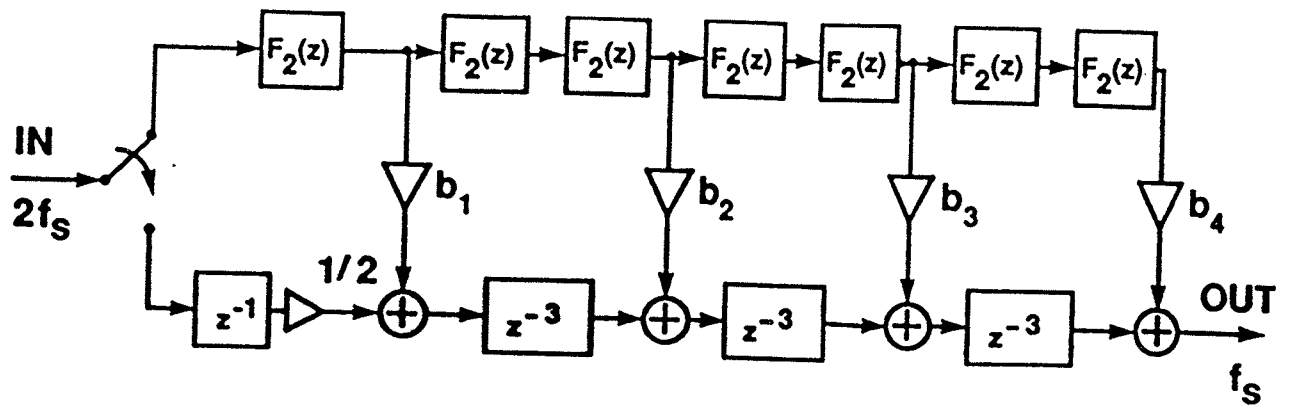 F₂(z) F₂(z) F₂(z) F₂(z) F₂(z) F₂(z) F₂(z)
IN
2fₛ
b₁ b₂ b₃ b₄
1/2
z⁻¹ z⁻³ z⁻³ z⁻³
OUT
fₛ